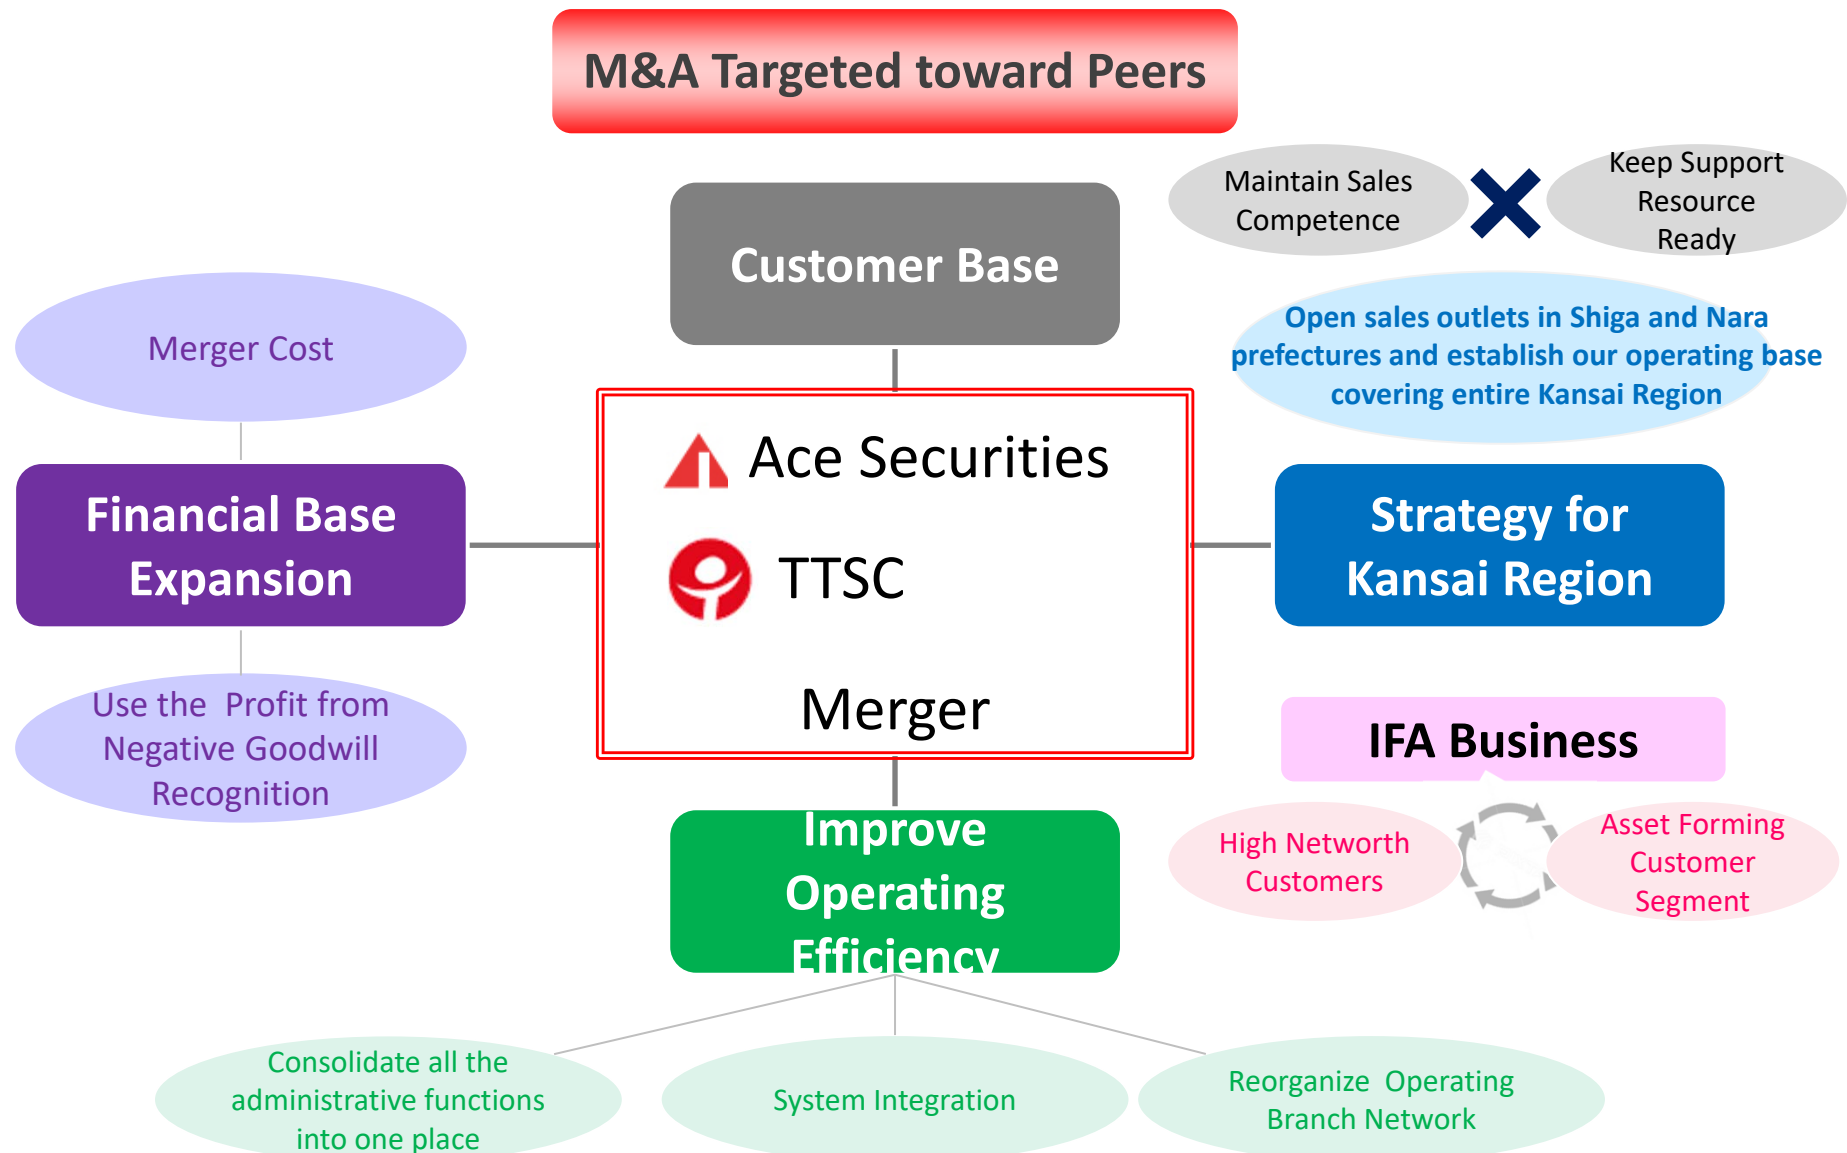 M&A Targeted toward Peers
Maintain Sales
Competence
Keep Support
Resource
Ready
Customer Base
Open sales outlets in Shiga and Nara
prefectures and establish our operating base
covering entire Kansai Region
Merger Cost
Ace Securities
TTSC
Merger
Financial Base
Expansion
Strategy for
Kansai Region
Use the  Profit from
Negative Goodwill
Recognition
IFA Business
High Networth
Customers
Asset Forming
Customer
Segment
Improve
Operating
Efficiency
Consolidate all the
administrative functions
into one place
System Integration
Reorganize  Operating
Branch Network